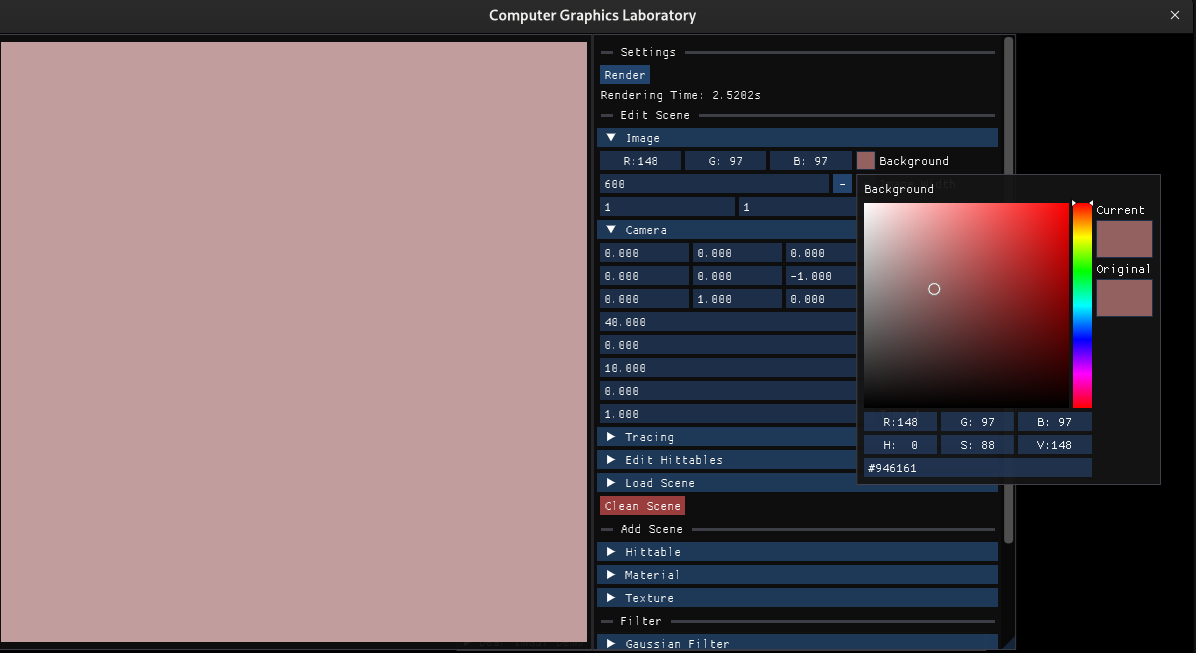 Computer Graphics Laboratory
Settings
Render
Rendering Time: 2.5202s
Edit Scene
Image
R:148 G: 97 B: 97 Background
600 -
1 1
Camera
0.000 0.000 0.000
0.000 0.000 -1.000
0.000 1.000 0.000
40.000
0.000
10.000
0.000
1.000
Tracing
Edit Hittables
Load Scene
Clean Scene
Add Scene
Hittable
Material
Texture
Filter
Gaussian Filter
Background
Current
Original
R:148 G: 97 B: 97
H: 0 S: 88 V:148
#946161